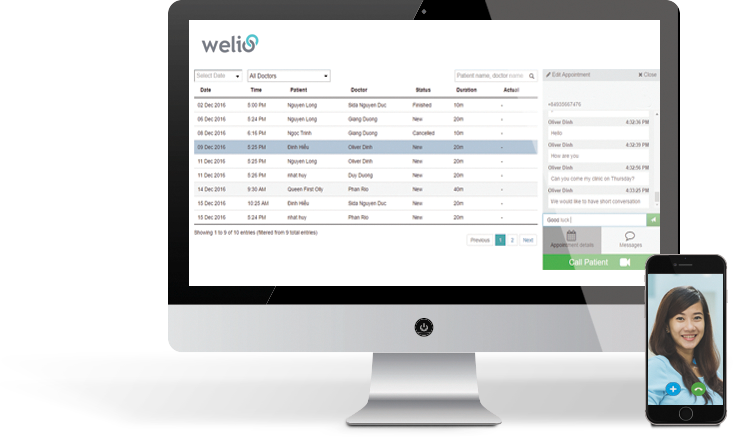 welio
Select Date All Doctors Patient name, doctor name
Date Time Patient Doctor Status Duration Actual
02 Dec 2016 5:00 PM Nguyen Long Sida Nguyen Duc Finished 10m -
06 Dec 2016 5:24 PM Nguyen Long Giang Duong New 20m -
08 Dec 2016 6:16 PM Ngọc Trinh Giang Duong Cancelled 10m -
09 Dec 2016 5:25 PM Đinh Hiếu Oliver Dinh New 20m -
11 Dec 2016 5:25 PM Nguyen Long Oliver Dinh New 20m -
11 Dec 2016 5:26 PM nhat huy Duy Duong New 20m -
14 Dec 2016 9:30 AM Queen First City Phan Rio New 40m -
15 Dec 2016 10:25 AM Đinh Hiếu Sida Nguyen Duc New 20m -
15 Dec 2016 5:24 PM nhat huy Phan Rio New 20m -
Showing 1 to 9 of 10 entries (filtered from 9 total entries)
Previous 1 2 Next
Edit Appointment Close
Oliver Dinh 4:32:36 PM
Hello
Oliver Dinh 4:32:39 PM
How are you
Oliver Dinh 4:32:56 PM
Can you come my clinic on Thursday?
Oliver Dinh 4:33:25 PM
We would like to have short conversation
Good luck
Appointment details Messages
Call Patient